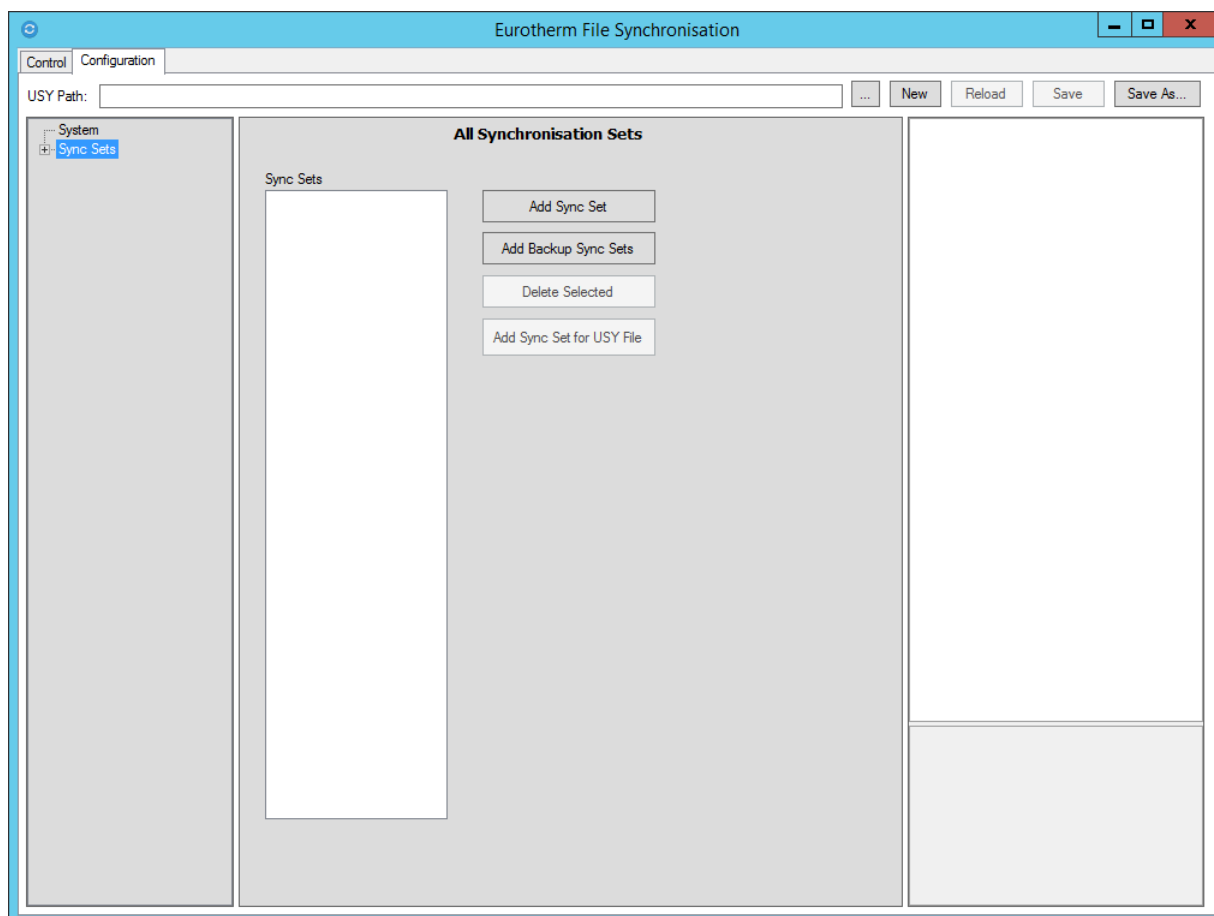 Eurotherm File Synchronisation
Control Configuration
USY Path: ... New Reload Save Save As...
System
Sync Sets
All Synchronisation Sets
Sync Sets
Add Sync Set
Add Backup Sync Sets
Delete Selected
Add Sync Set for USY File